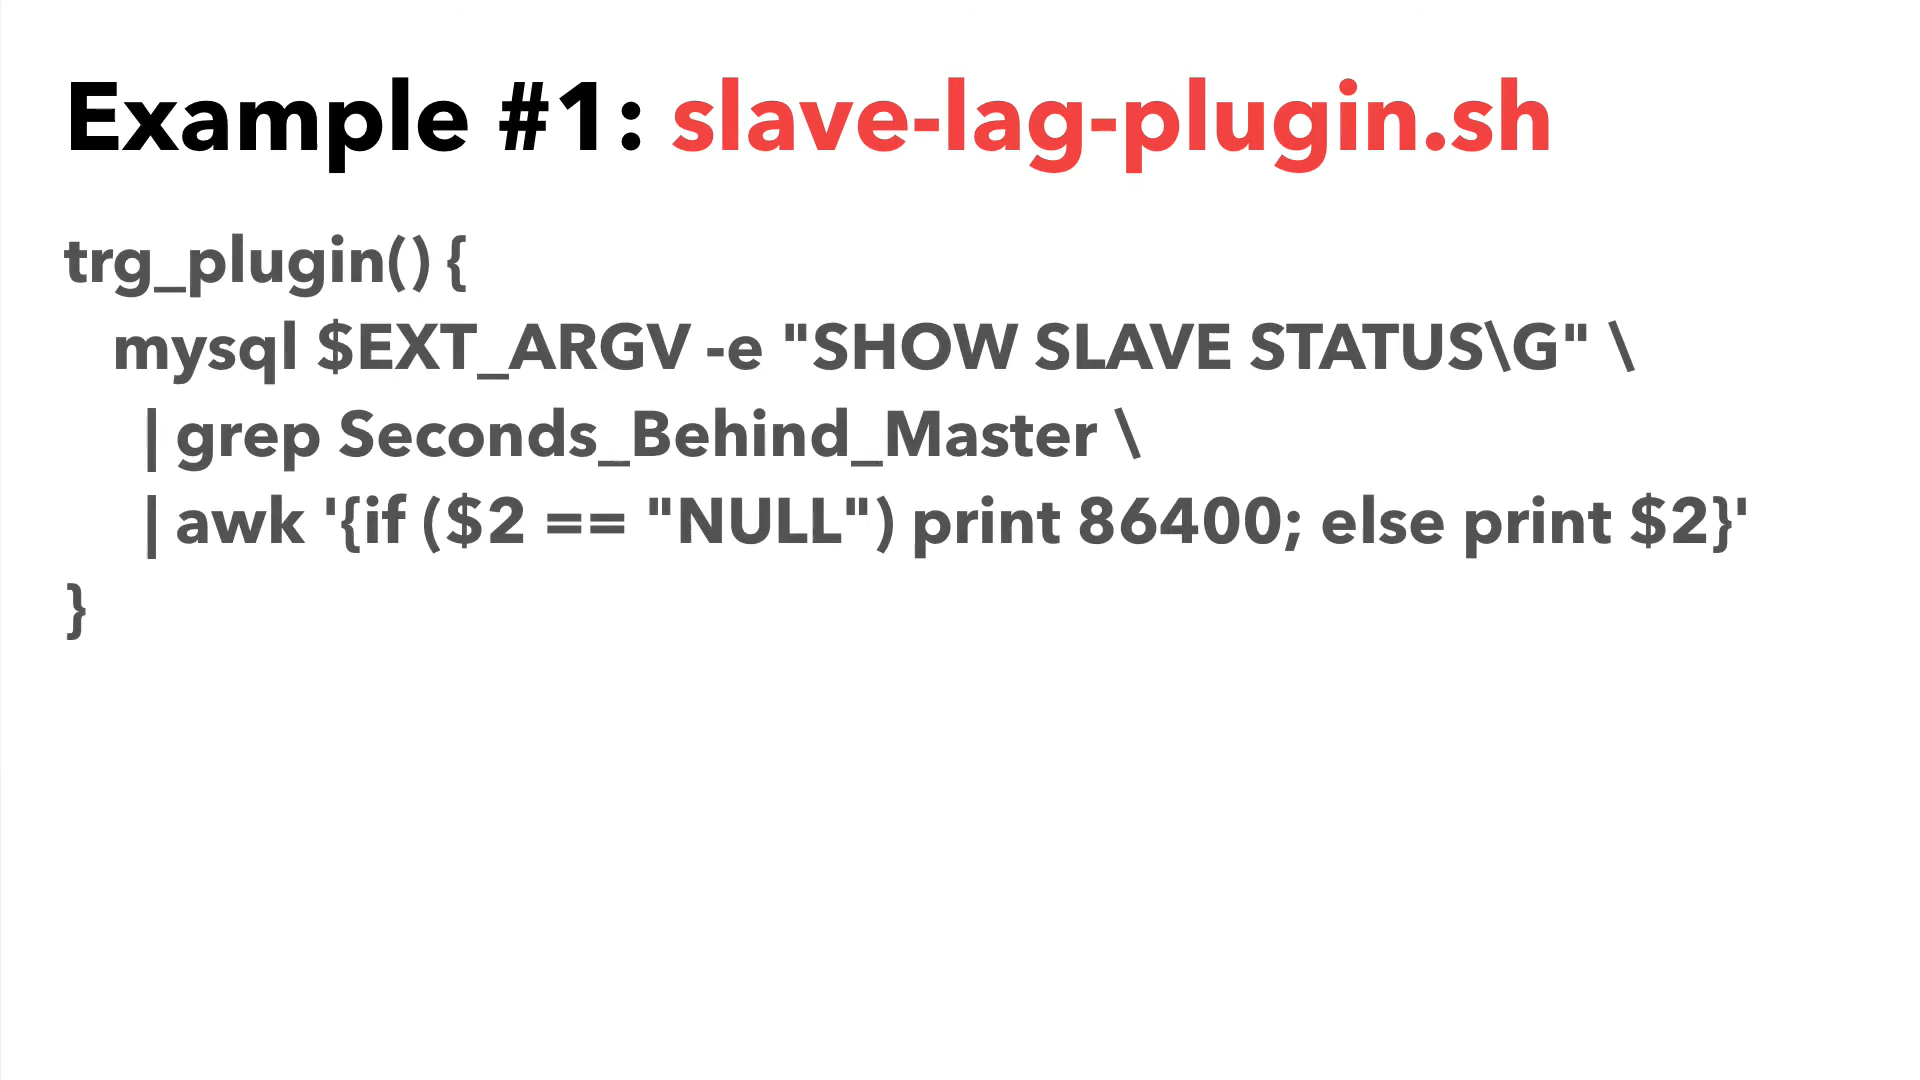 Example #1: slave-lag-plugin.sh
trg_plugin() {
mysql $EXT_ARGV -e "SHOW SLAVE STATUS\G" \
| grep Seconds_Behind_Master \
| awk '{if ($2 == "NULL") print 86400; else print $2}'
}